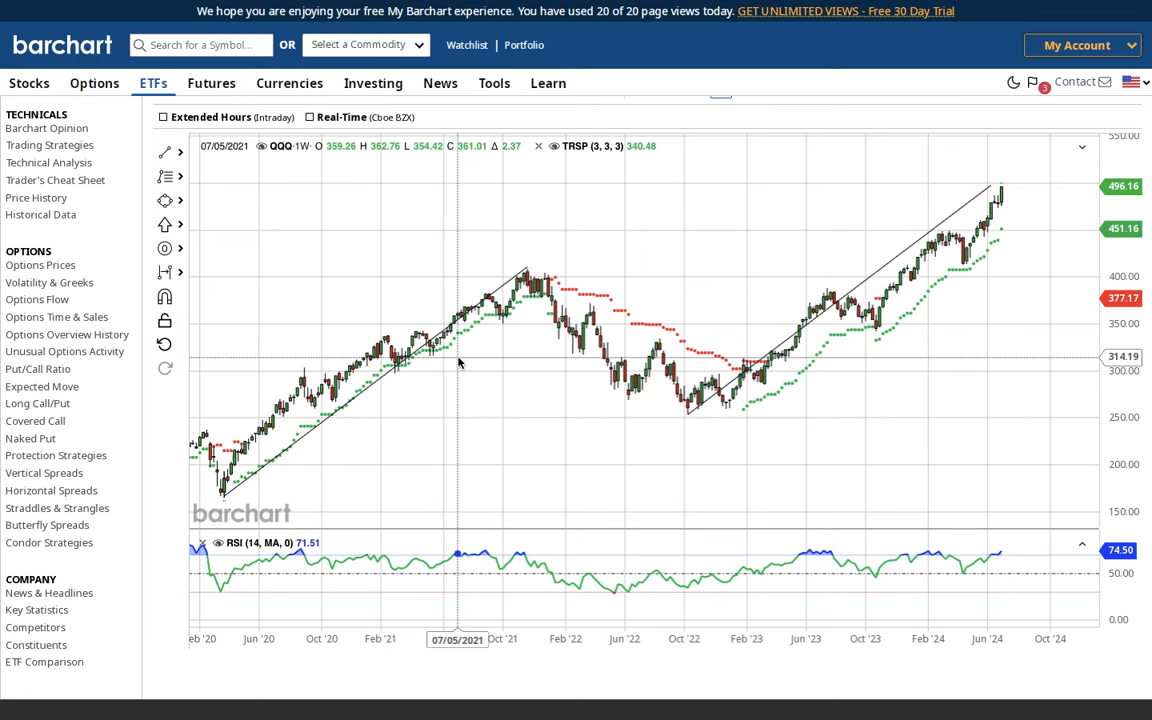 We hope you are enjoying your free My Barchart experience. You have used 20 of 20 page views today. GET UNLIMITED VIEWS - Free 30 Day Trial
barchart
Search for a Symbol...
OR
Select a Commodity
Watchlist | Portfolio
My Account
Stocks
Options
ETFs
Futures
Currencies
Investing
News
Tools
Learn
3
Contact
TECHNICALS
Barchart Opinion
Trading Strategies
Technical Analysis
Trader's Cheat Sheet
Price History
Historical Data
OPTIONS
Options Prices
Volatility & Greeks
Options Flow
Options Time & Sales
Options Overview History
Unusual Options Activity
Put/Call Ratio
Expected Move
Long Call/Put
Covered Call
Naked Put
Protection Strategies
Vertical Spreads
Horizontal Spreads
Straddles & Strangles
Butterfly Spreads
Condor Strategies
COMPANY
News & Headlines
Key Statistics
Competitors
Constituents
ETF Comparison
Extended Hours (Intraday)
Real-Time (Cboe BZX)
07/05/2021 QQQ·1W· O 359.26 H 362.76 L 354.42 C 361.01 Δ 2.37
TRSP (3, 3, 3) 340.48
550.00
496.16
451.16
400.00
377.17
350.00
314.19
300.00
250.00
200.00
150.00
barchart
RSI (14, MA, 0) 71.51
74.50
50.00
0.00
eb '20
Jun '20
Oct '20
Feb '21
07/05/2021
Oct '21
Feb '22
Jun '22
Oct '22
Feb '23
Jun '23
Oct '23
Feb '24
Jun '24
Oct '24